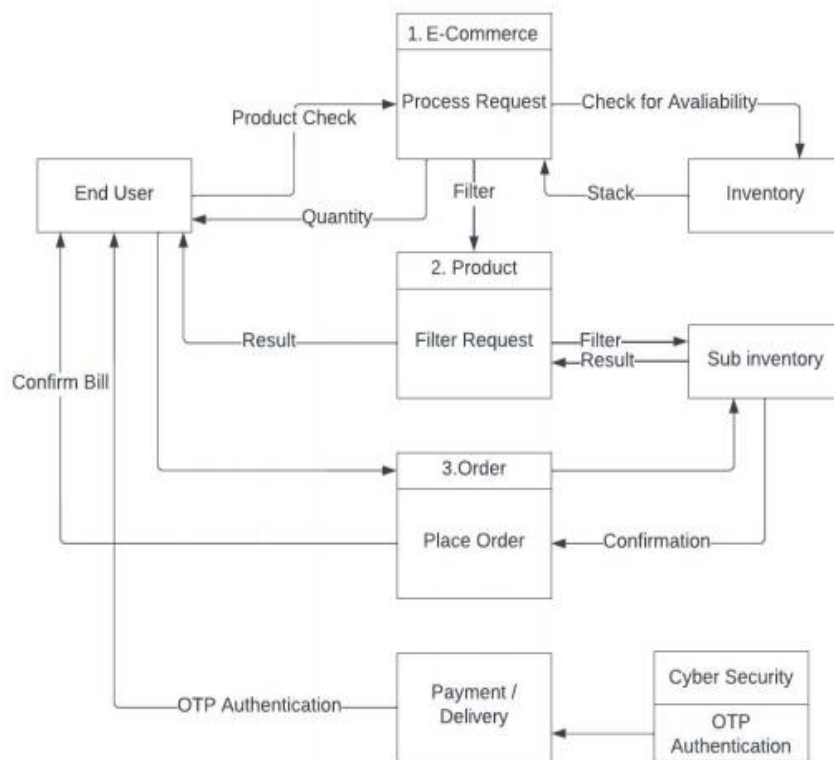 1. E-Commerce
Process Request
Product Check
Check for Avaliability
End User
Quantity
Filter
Stack
Inventory
2. Product
Filter Request
Result
Filter
Result
Sub inventory
Confirm Bill
3.Order
Place Order
Confirmation
OTP Authentication
Payment /
Delivery
Cyber Security
OTP
Authentication